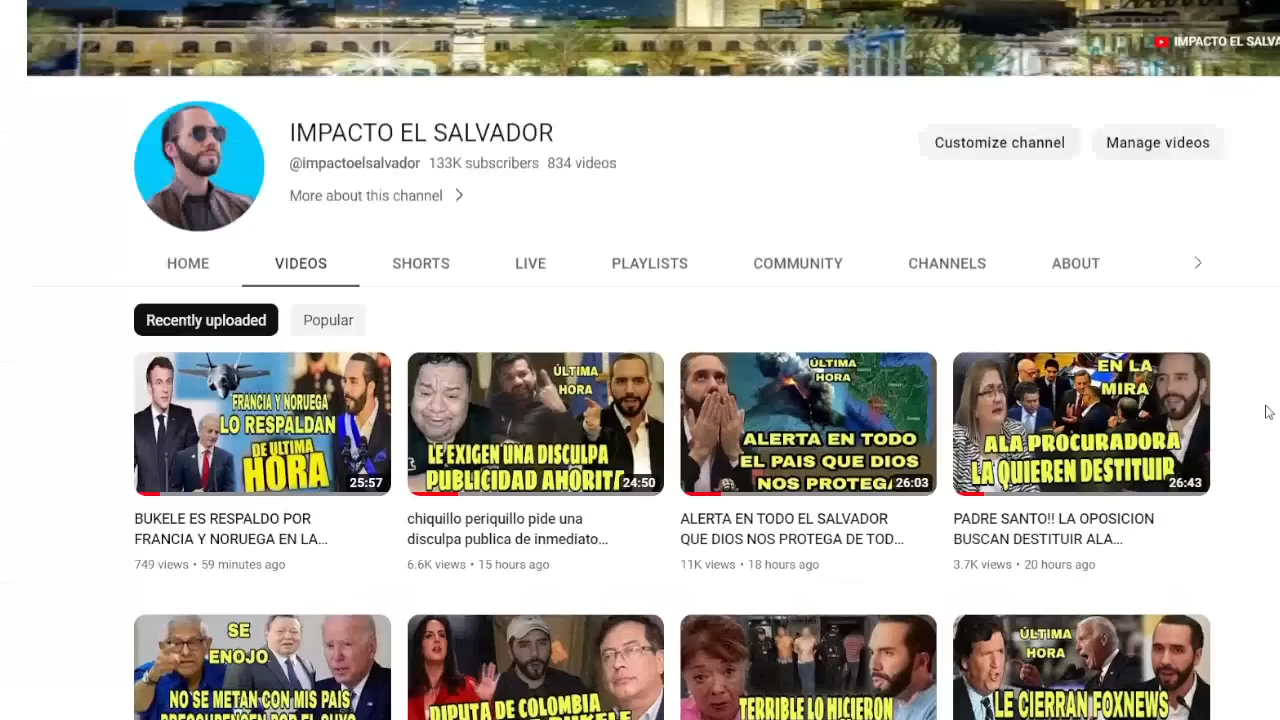 IMPACTO EL SALVA
IMPACTO EL SALVADOR
@impactoelsalvador 133K subscribers 834 videos
More about this channel
Customize channel
Manage videos
HOME
VIDEOS
SHORTS
LIVE
PLAYLISTS
COMMUNITY
CHANNELS
ABOUT
Recently uploaded
Popular
FRANCIA Y NORUEGA
LO RESPALDAN
DE ULTIMA
HORA
25:57
BUKELE ES RESPALDO POR
FRANCIA Y NORUEGA EN LA...
749 views • 59 minutes ago
ÚLTIMA
HORA
LE EXIGEN UNA DISCULPA
PUBLICIDAD AHORIT
24:50
chiquillo periquillo pide una
disculpa publica de inmediato...
6.6K views • 15 hours ago
ÚLTIMA
HORA
ALERTA EN TODO
EL PAIS QUE DIOS
NOS PROTEG
26:03
ALERTA EN TODO EL SALVADOR
QUE DIOS NOS PROTEGA DE TOD...
11K views • 18 hours ago
EN LA
MIRA
ALA PROCURADORA
LA QUIEREN DESTITUIR
26:43
PADRE SANTO!! LA OPOSICION
BUSCAN DESTITUIR ALA...
3.7K views • 20 hours ago
SE
ENOJO
NO SE METAN CON MIS PAIS
PREOCUPENCEN POR EL SUYO
DIPUTA DE COLOMBIA
BUKELE
TERRIBLE LO HICIERON
ÚLTIMA
HORA
LE CIERRAN FOXNEWS